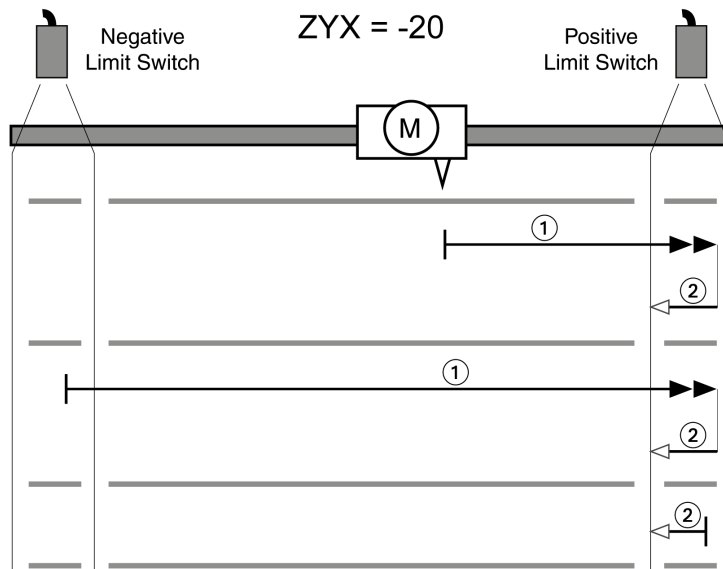 ZYX = -20
Negative
Limit Switch
Positive
Limit Switch
M
1
2
1
2
2